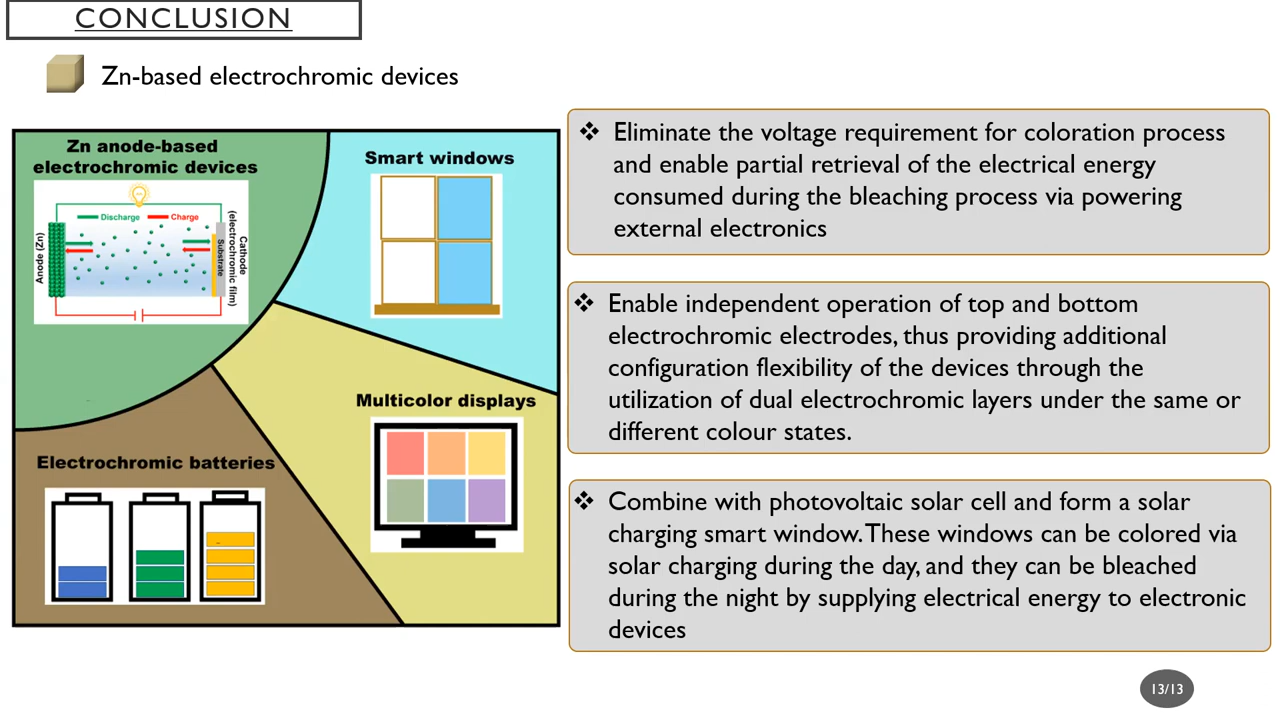 CONCLUSION
Zn-based electrochromic devices
Zn anode-based
electrochromic devices
Discharge
Charge
Anode (Zn)
Substrate
Cathode
(electrochromic film)
Smart windows
Multicolor displays
Electrochromic batteries
❖ Eliminate the voltage requirement for coloration process
and enable partial retrieval of the electrical energy
consumed during the bleaching process via powering
external electronics
❖ Enable independent operation of top and bottom
electrochromic electrodes, thus providing additional
configuration flexibility of the devices through the
utilization of dual electrochromic layers under the same or
different colour states.
❖ Combine with photovoltaic solar cell and form a solar
charging smart window. These windows can be colored via
solar charging during the day, and they can be bleached
during the night by supplying electrical energy to electronic
devices
13/13